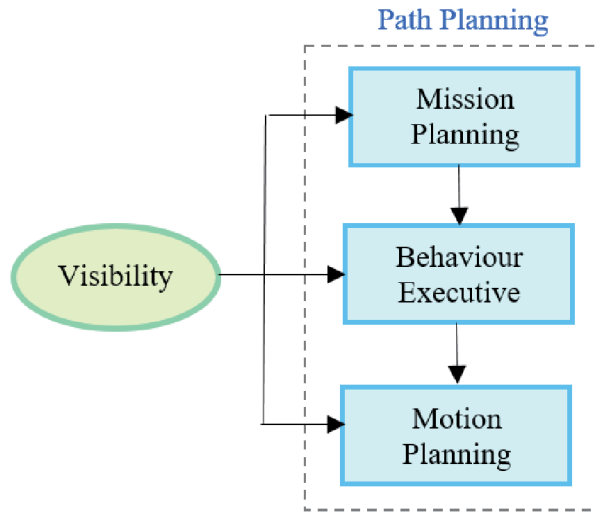 Path Planning
Mission
Planning
Visibility
Behaviour
Executive
Motion
Planning